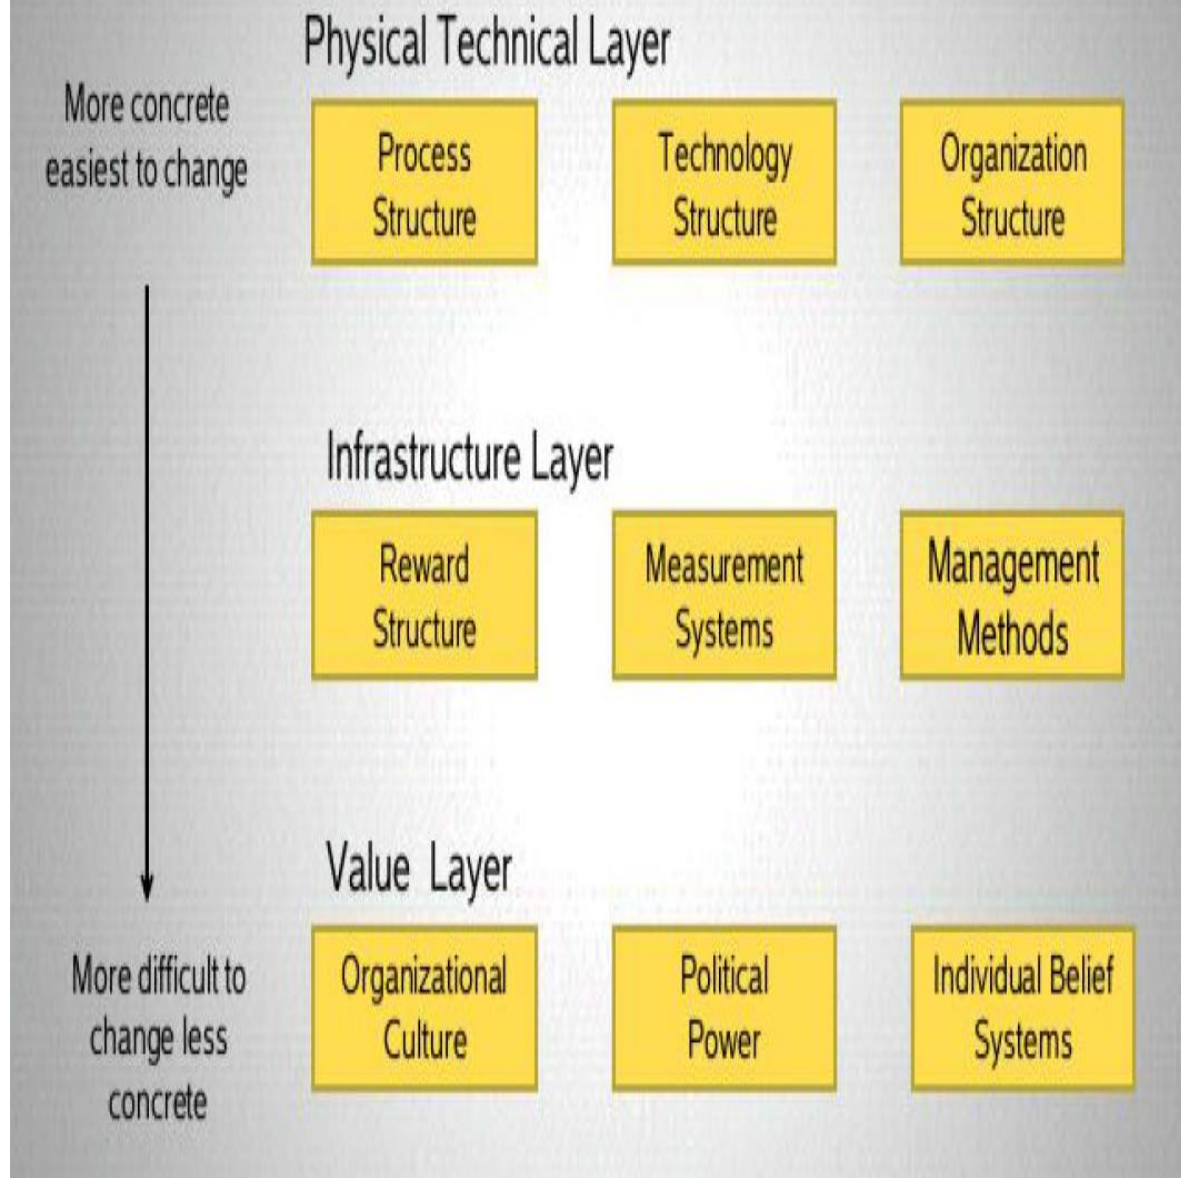 Physical Technical Layer
More concrete
easiest to change
Process
Structure
Technology
Structure
Organization
Structure
Infrastructure Layer
Reward
Structure
Measurement
Systems
Management
Methods
Value Layer
More difficult to
change less
concrete
Organizational
Culture
Political
Power
Individual Belief
Systems